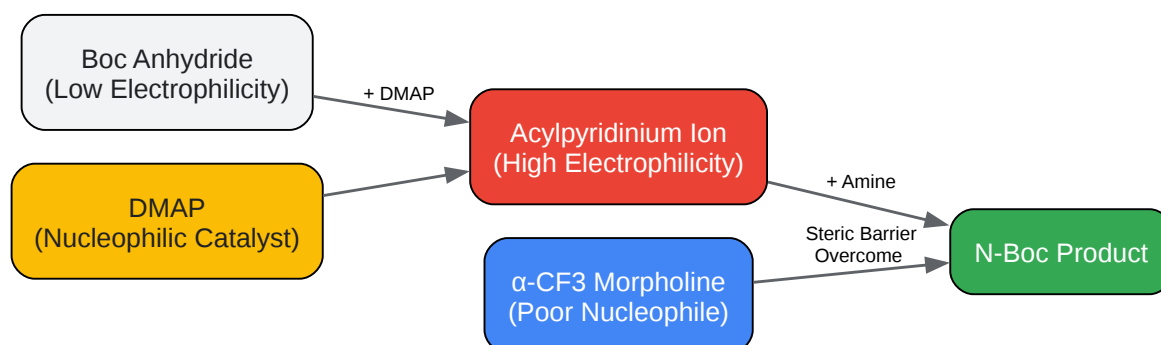 Boc Anhydride
(Low Electrophilicity)
+ DMAP
DMAP
(Nucleophilic Catalyst)
Acylpyridinium Ion
(High Electrophilicity)
+ Amine
α-CF3 Morpholine
(Poor Nucleophile)
Steric Barrier
Overcome
N-Boc Product